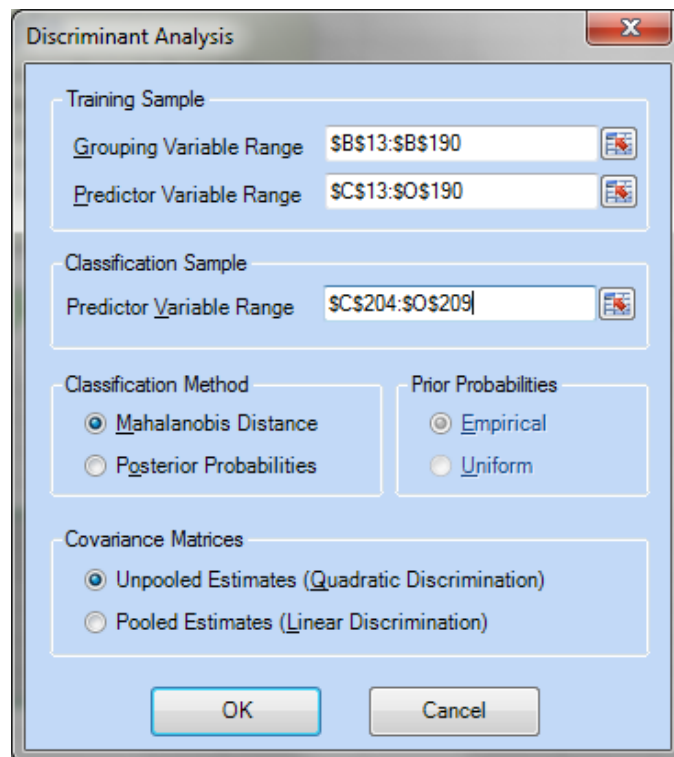 Discriminant Analysis
Training Sample
Grouping Variable Range $B$13:$B$190
Predictor Variable Range $C$13:$O$190
Classification Sample
Predictor Variable Range $C$204:$O$209
Classification Method
Mahalanobis Distance
Posterior Probabilities
Prior Probabilities
Empirical
Uniform
Covariance Matrices
Unpooled Estimates (Quadratic Discrimination)
Pooled Estimates (Linear Discrimination)
OK Cancel